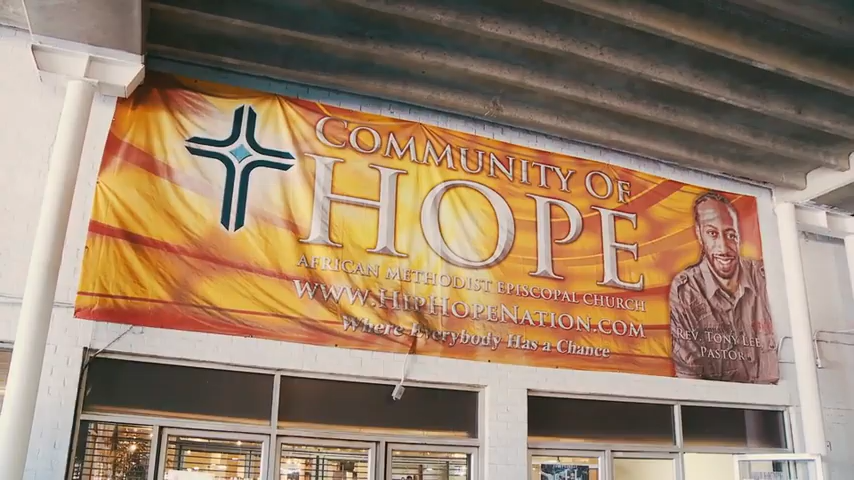 COMMUNITY OF
HOPE
AFRICAN METHODIST EPISCOPAL CHURCH
WWW.HIPHOPENATION.COM
Where Everybody Has a Chance
REV. TONY LEE
PASTOR